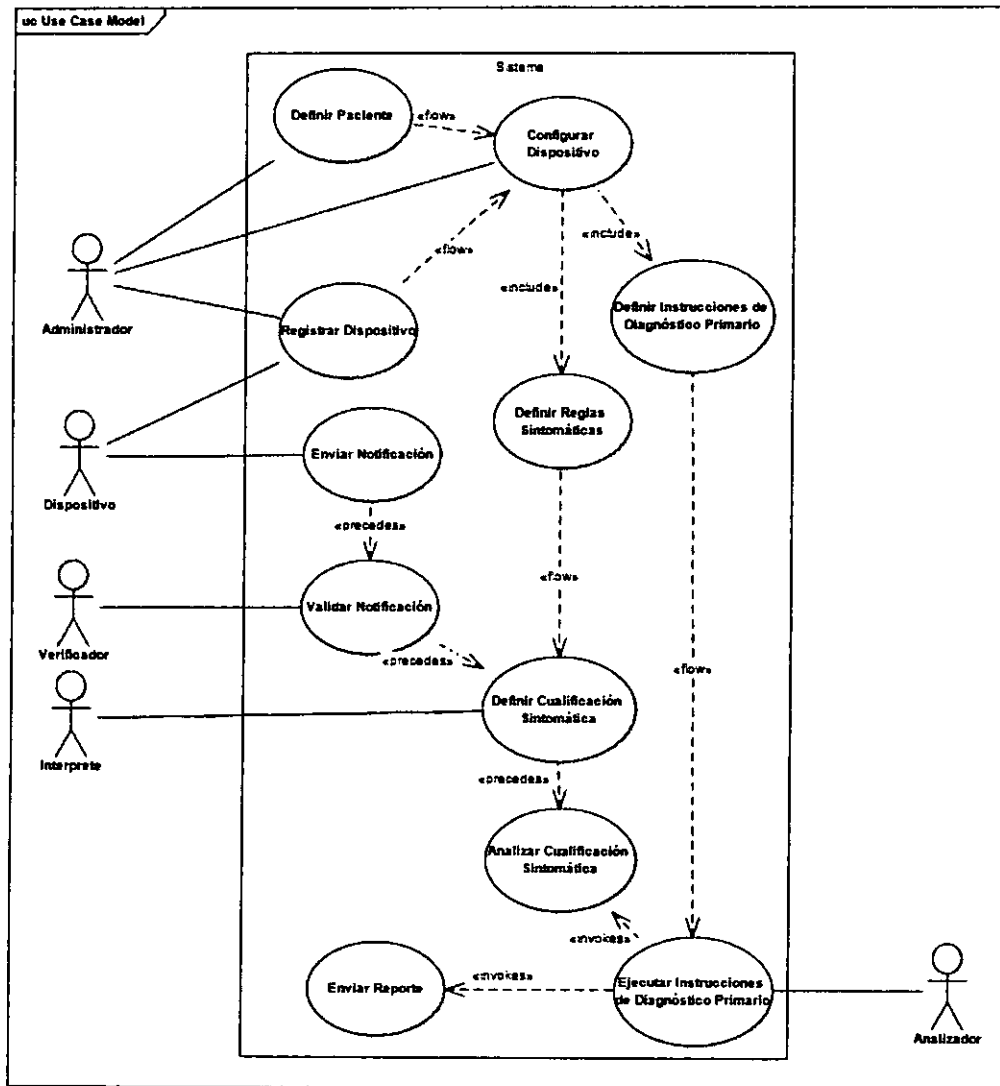 uc Use Case Model
Sistema
Definir Paciente
«flow»
Configurar
Dispositivo
«flow»
«include»
«include»
Administrador
Registrar Dispositivo
Definir Instrucciones de
Diagnóstico Primario
Definir Reglas
Sintomáticas
Dispositivo
Enviar Notificación
«precedes»
«flow»
Verificador
Validar Notificación
«precedes»
«flow»
Interprete
Definir Cualificación
Sintomática
«precedes»
Analizar Cualificación
Sintomática
«invokes»
Enviar Reporte
«invokes»
Ejecutar Instrucciones
de Diagnóstico Primario
Analizador